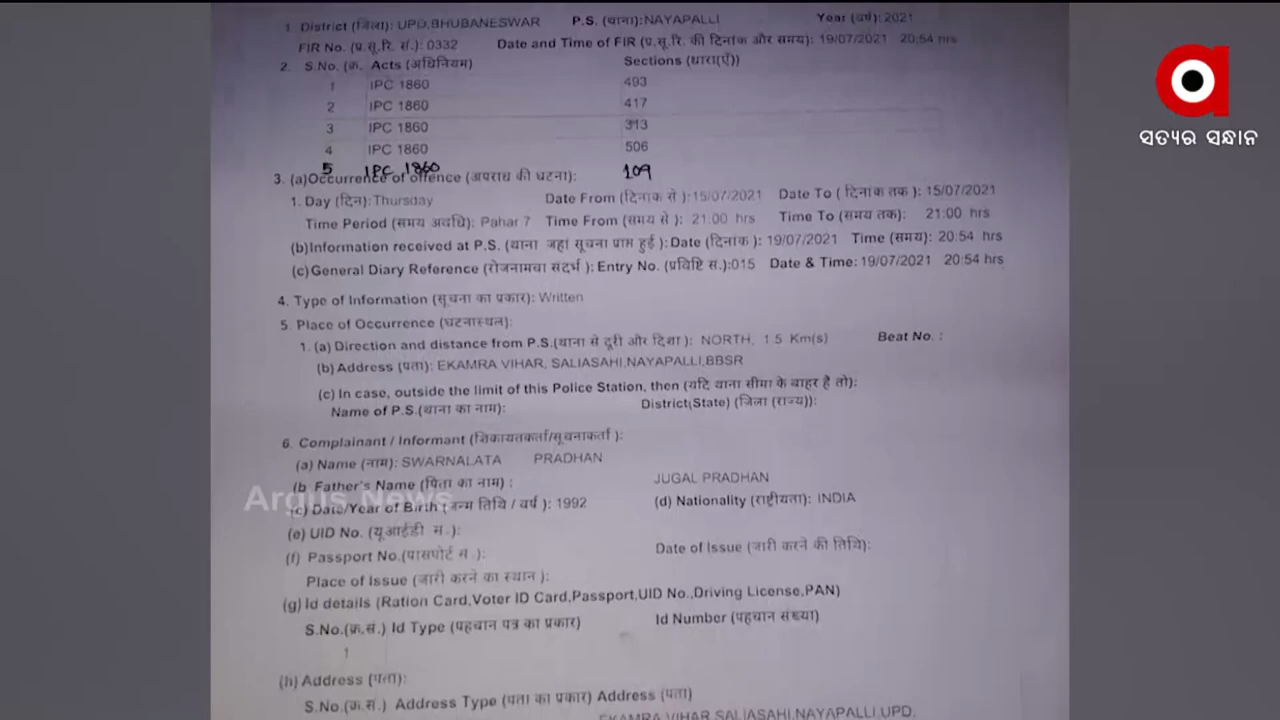 1. District (जिला): UPD,BHUBANESWAR P.S. (थाना):NAYAPALLI Year (वर्ष):2021
FIR No. (प्र.सू.रि. सं.): 0332 Date and Time of FIR (प्र.सू.रि. की दिनांक और समय): 19/07/2021 20:54 hrs
2. S.No. (क्र. Acts (अधिनियम) Sections (धारा(एँ))
1 IPC 1860 493
2 IPC 1860 417
3 IPC 1860 313
4 IPC 1860 506
5 IPC 1860 109
3. (a)Occurrence of offence (अपराध की घटना):
1. Day (दिन):Thursday Date From (दिनांक से ):15/07/2021 Date To ( दिनांक तक ): 15/07/2021
Time Period (समय अवधि): Pahar 7 Time From (समय से ): 21:00 hrs Time To (समय तक): 21:00 hrs
(b)Information received at P.S. (थाना जहां सूचना प्राप्त हुई ):Date (दिनांक ): 19/07/2021 Time (समय): 20:54 hrs
(c)General Diary Reference (रोजनामचा संदर्भ ): Entry No. (प्रविष्टि सं.):015 Date & Time: 19/07/2021 20:54 hrs
4. Type of Information (सूचना का प्रकार): Written
5. Place of Occurrence (घटनास्थल):
1. (a) Direction and distance from P.S.(थाना से दूरी और दिशा ): NORTH, 1.5 Km(s) Beat No. :
(b) Address (पता): EKAMRA VIHAR, SALIASAHI,NAYAPALLI,BBSR
(c) In case, outside the limit of this Police Station, then (यदि थाना सीमा के बाहर है तो):
Name of P.S.(थाना का नाम): District(State) (जिला (राज्य)):
6. Complainant / Informant (शिकायतकर्ता/सूचनाकर्ता ):
(a) Name (नाम): SWARNALATA PRADHAN
(b Father's Name (पिता का नाम) : JUGAL PRADHAN
(c) Date/Year of Birth (जन्म तिथि / वर्ष ): 1992 (d) Nationality (राष्ट्रीयता): INDIA
(e) UID No. (यूआईडी स .):
(f) Passport No.(पासपोर्ट स .): Date of Issue (जारी करने की तिथि):
Place of Issue (जारी करने का स्थान ):
(g) Id details (Ration Card,Voter ID Card,Passport,UID No.,Driving License,PAN)
S.No.(क्र.सं.) Id Type (पहचान पत्र का प्रकार) Id Number (पहचान संख्या)
1
(h) Address (पता):
S.No.(क्र.सं.) Address Type (पता का प्रकार) Address (पता)
EKAMRA VIHAR,SALIASAHI,NAYAPALLI,UPD,
Argus News
ସତ୍ୟର ସନ୍ଧାନ